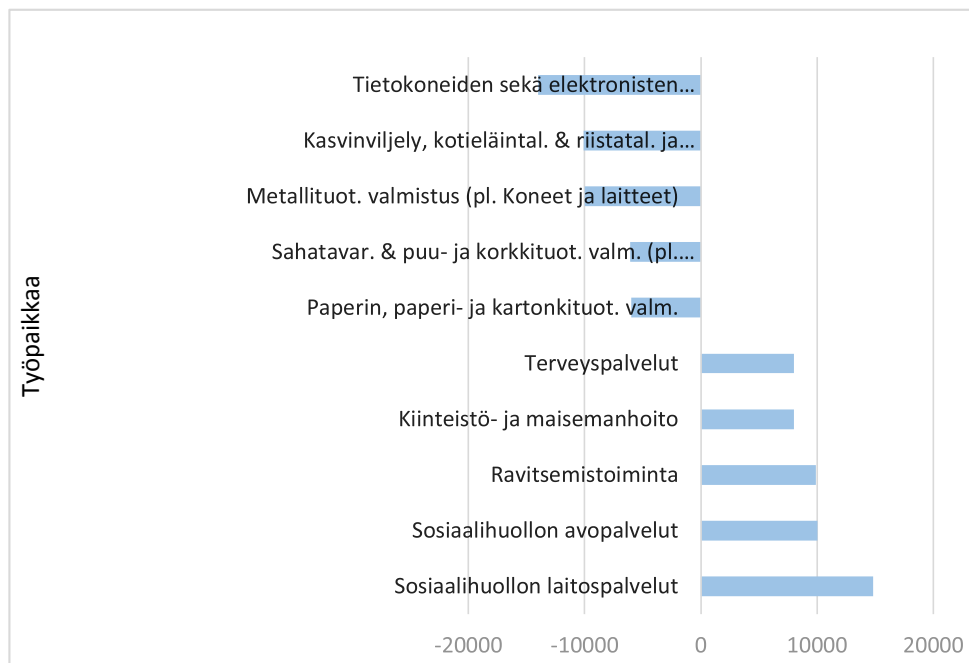 Tietokoneiden sekä elektronisten…
Kasvinviljely, kotieläintal. & riistatal. ja…
Metallituot. valmistus (pl. Koneet ja laitteet)
Sahatavar. & puu- ja korkkituot. valm. (pl.…
Paperin, paperi- ja kartonkituot. valm.
Terveyspalvelut
Kiinteistö- ja maisemanhoito
Ravitsemistoiminta
Sosiaalihuollon avopalvelut
Sosiaalihuollon laitospalvelut
Työpaikkaa
-20000 -10000 0 10000 20000